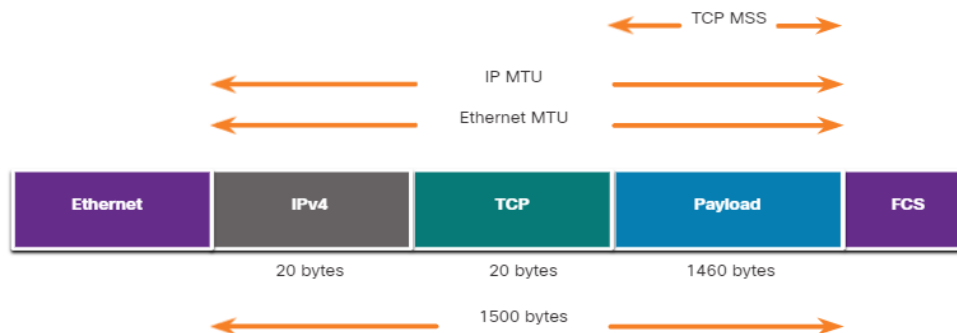 TCP MSS
IP MTU
Ethernet MTU
Ethernet IPv4 TCP Payload FCS
20 bytes 20 bytes 1460 bytes
1500 bytes